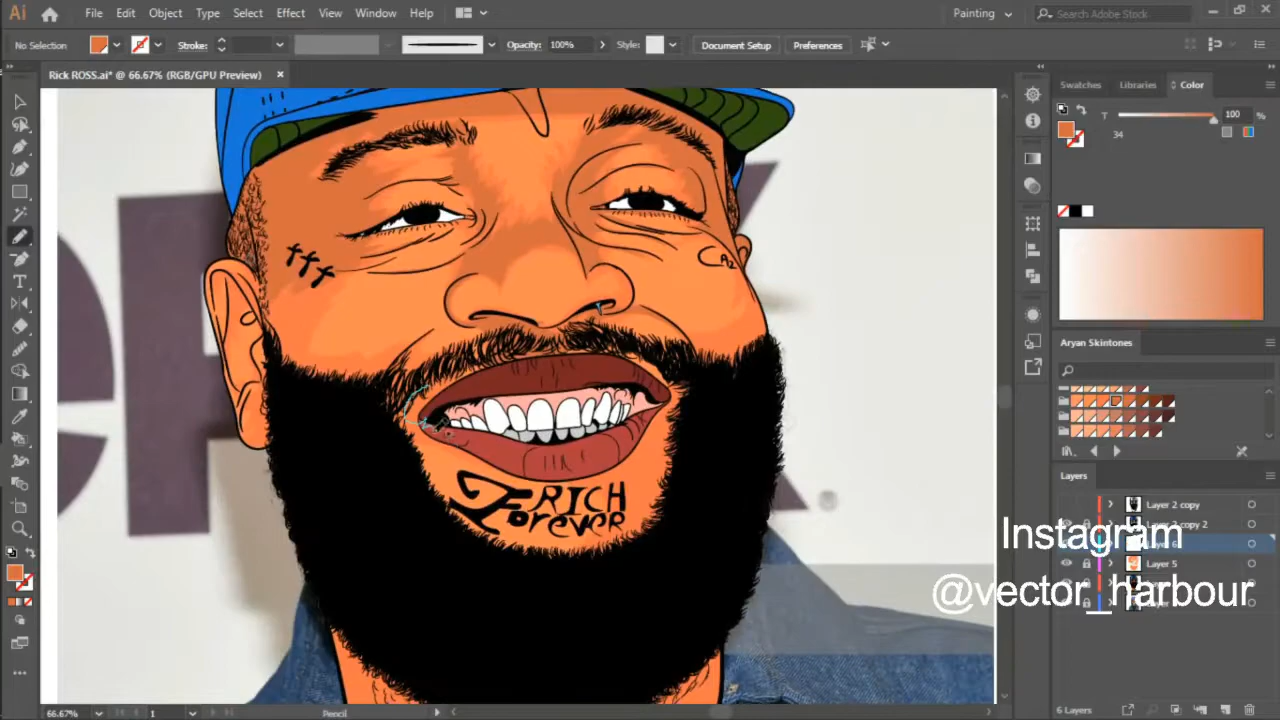 Ai File Edit Object Type Select Effect View Window Help Painting Search Adobe Stock
No Selection Stroke: Opacity: 100% Style: Document Setup Preferences
Rick ROSS.ai* @ 66.67% (RGB/GPU Preview) ×
Swatches Libraries Color
T 100 %
34
RICH
Forever
Aryan Skintones
Layers
Layer 2 copy
Layer 2 copy 2
Layer 6
Layer 5
Instagram
@vector_harbour
66.67% 1 Pencil
6 Layers